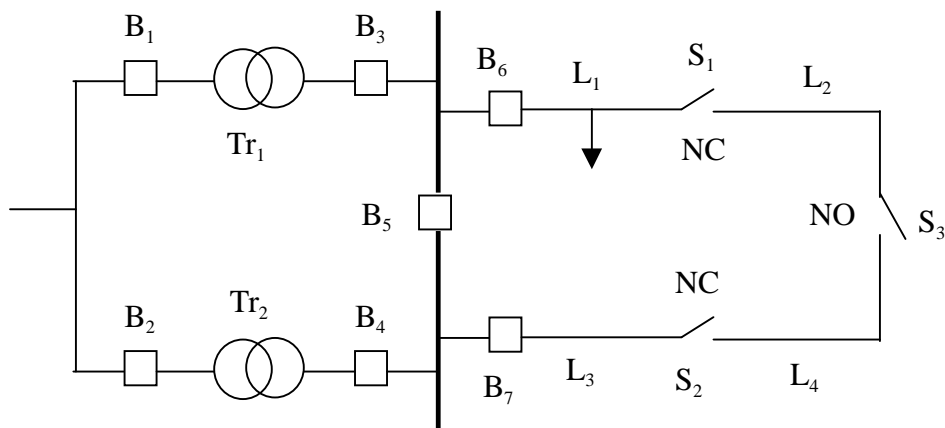 B₁
B₃
B₆
L₁
S₁
L₂
Tr₁
NC
B₅
NO
S₃
Tr₂
NC
B₂
B₄
B₇
L₃
S₂
L₄